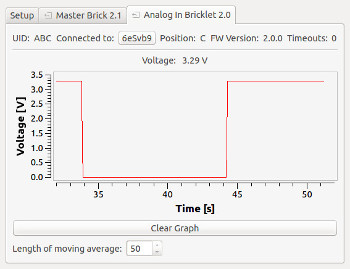 Setup Master Brick 2.1 Analog In Bricklet 2.0
UID: ABC Connected to: 6eSvb9 Position: C FW Version: 2.0.0 Timeouts: 0
Voltage: 3.29 V
3.5
3.0
2.5
2.0
1.5
1.0
0.5
0.0
Voltage [V]
35 40 45 50
Time [s]
Clear Graph
Length of moving average: 50